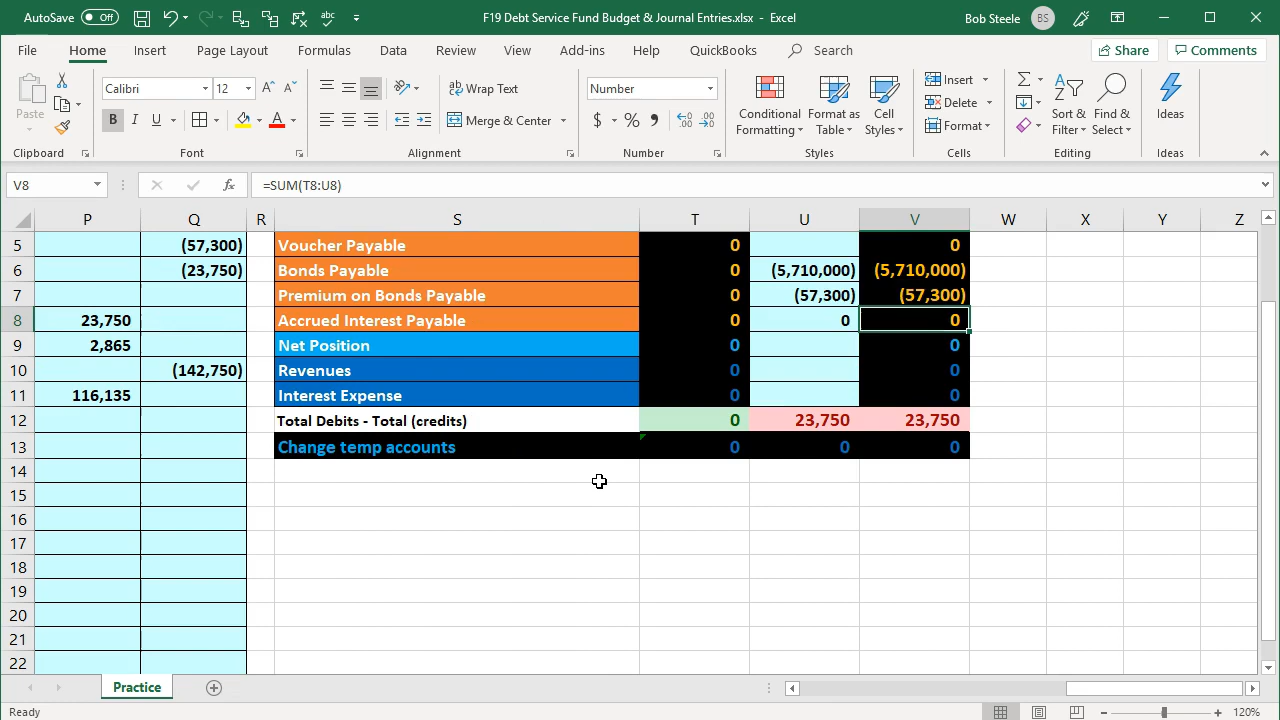 AutoSave Off F19 Debt Service Fund Budget & Journal Entries.xlsx - Excel Bob Steele BS
File Home Insert Page Layout Formulas Data Review View Add-ins Help QuickBooks Search Share Comments
Paste Calibri 12 A A Wrap Text Number Conditional Formatting Format as Table Cell Styles Insert Sort & Filter Find & Select Ideas
B I U A Merge & Center $ % Delete
Format
Clipboard Font Alignment Number Styles Cells Editing Ideas
V8 fx =SUM(T8:U8)
P Q R S T U V W X Y Z
5 (57,300) Voucher Payable 0 0
6 (23,750) Bonds Payable 0 (5,710,000) (5,710,000)
7 Premium on Bonds Payable 0 (57,300) (57,300)
8 23,750 Accrued Interest Payable 0 0 0
9 2,865 Net Position 0 0
10 (142,750) Revenues 0 0
11 116,135 Interest Expense 0 0
12 Total Debits - Total (credits) 0 23,750 23,750
13 Change temp accounts 0 0 0
14
15
16
17
18
19
20
21
22
Practice
Ready 120%